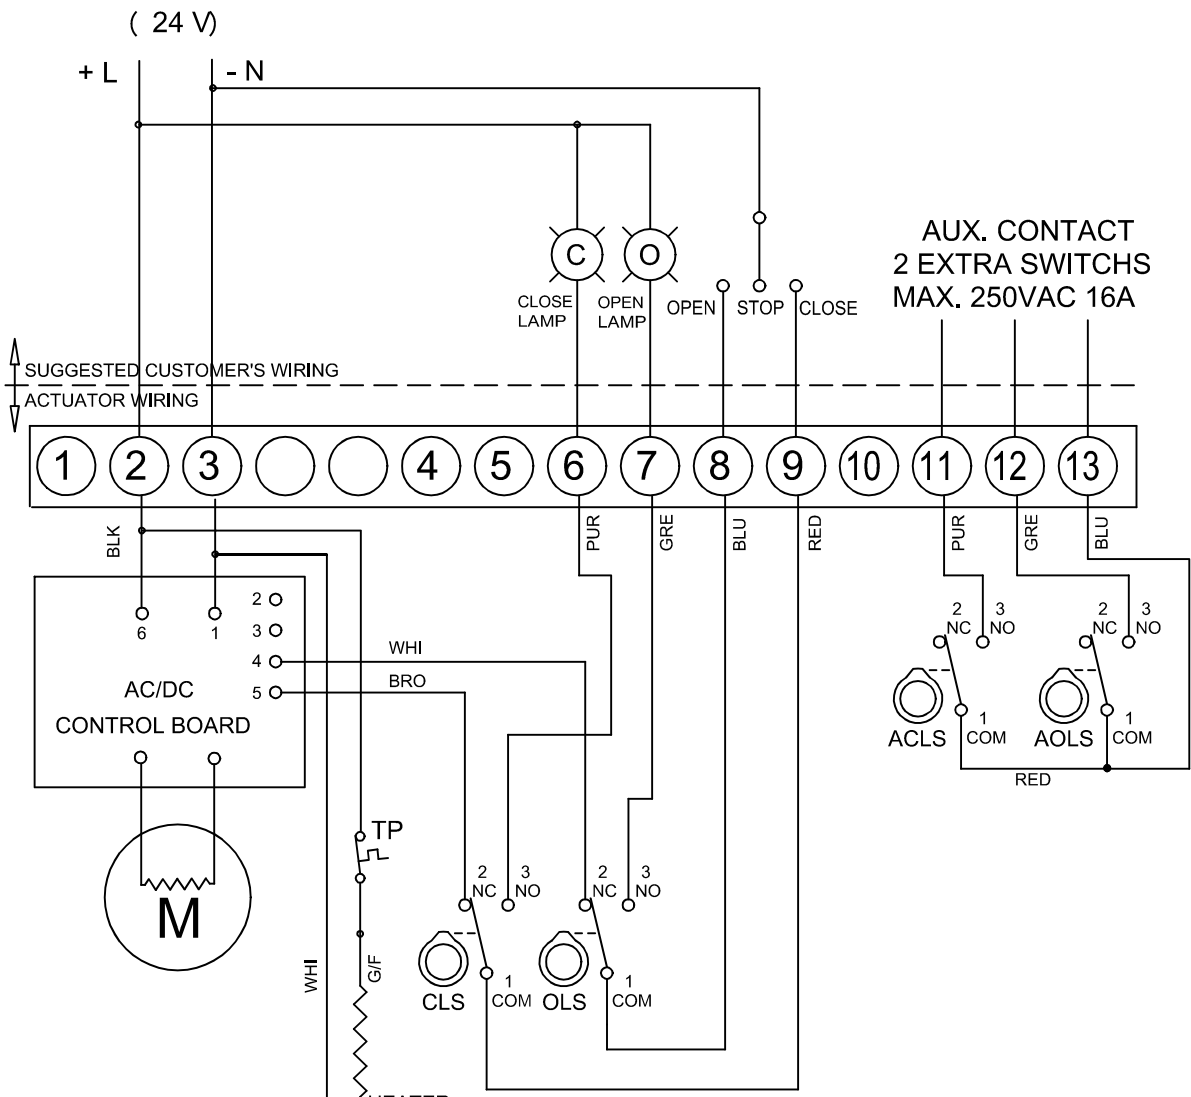 ( 24 V)
+ L
- N
AUX. CONTACT
2 EXTRA SWITCHS
MAX. 250VAC 16A
C
O
CLOSE
LAMP
OPEN
LAMP
OPEN
STOP
CLOSE
SUGGESTED CUSTOMER'S WIRING
ACTUATOR WIRING
1 2 3 4 5 6 7 8 9 10 11 12 13
BLK
PUR
GRE
BLU
RED
PUR
GRE
BLU
6
1
2
3
4
5
WHI
BRO
AC/DC
CONTROL BOARD
2
NC
3
NO
1
COM
ACLS
2
NC
3
NO
1
COM
AOLS
RED
TP
M
WHI
G/F
2
NC
3
NO
1
COM
CLS
2
NC
3
NO
1
COM
OLS